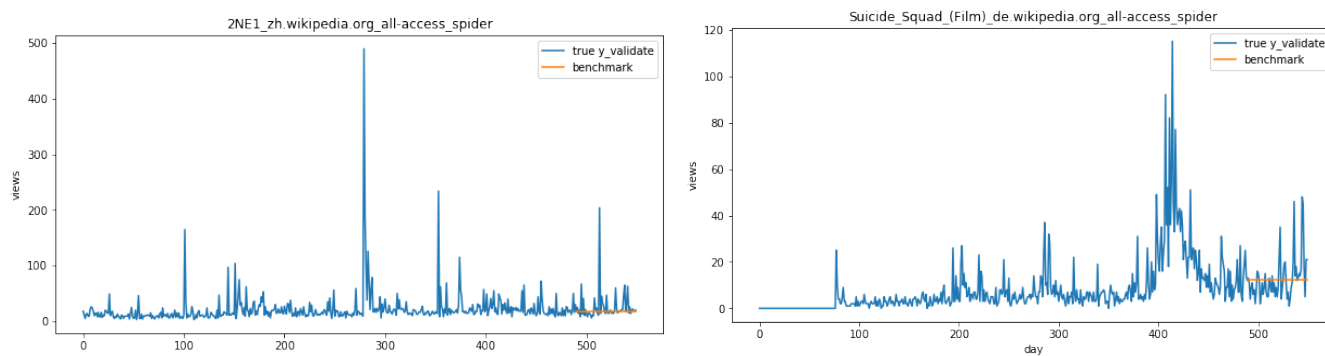 2NE1_zh.wikipedia.org_all-access_spider
500
400
300
200
100
0
views
0 100 200 300 400 500
true y_validate
benchmark
Suicide_Squad_(Film)_de.wikipedia.org_all-access_spider
120
100
80
60
40
20
0
views
0 100 200 300 400 500
day
true y_validate
benchmark